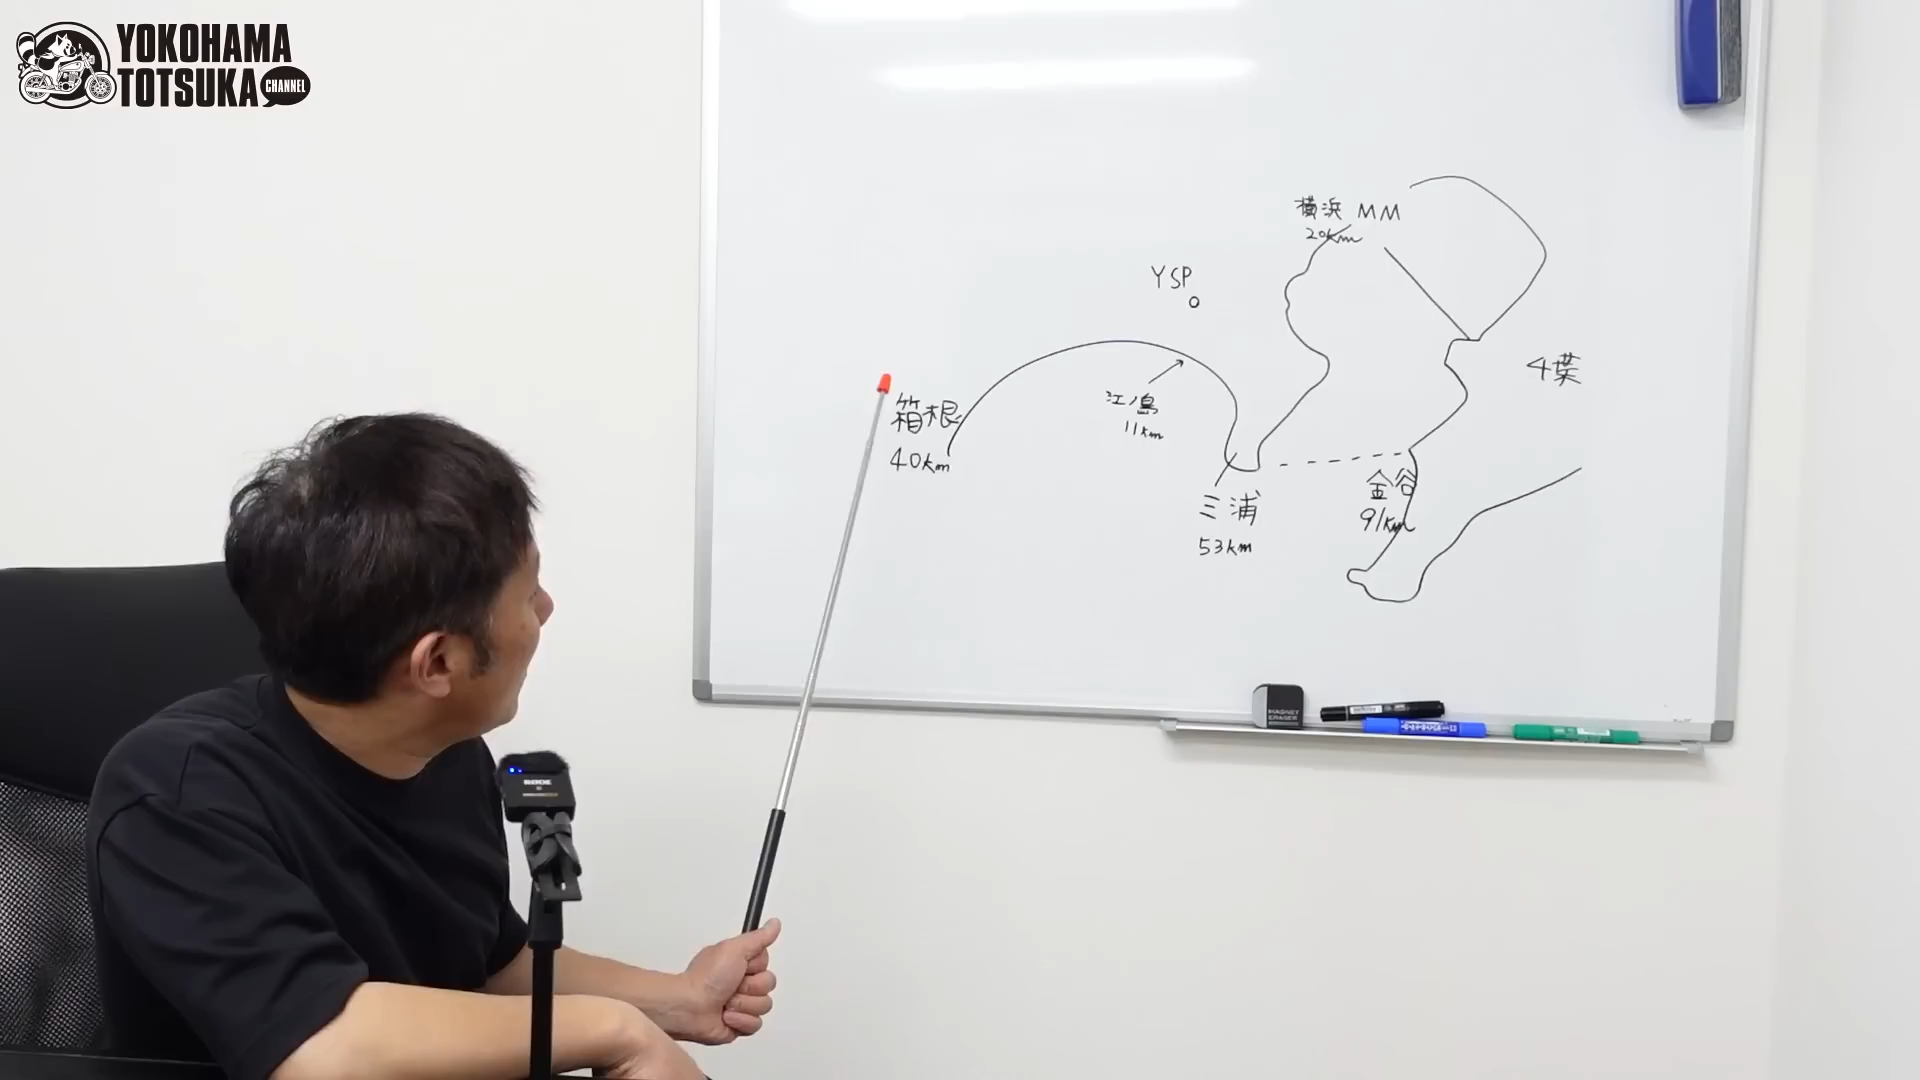 YOKOHAMA
TOTSUKA
CHANNEL
横浜 MM
20km
YSP
箱根
40km
江ノ島
11km
三浦
53km
金谷
91km
4葉
MAGNET
ERASER
RODE